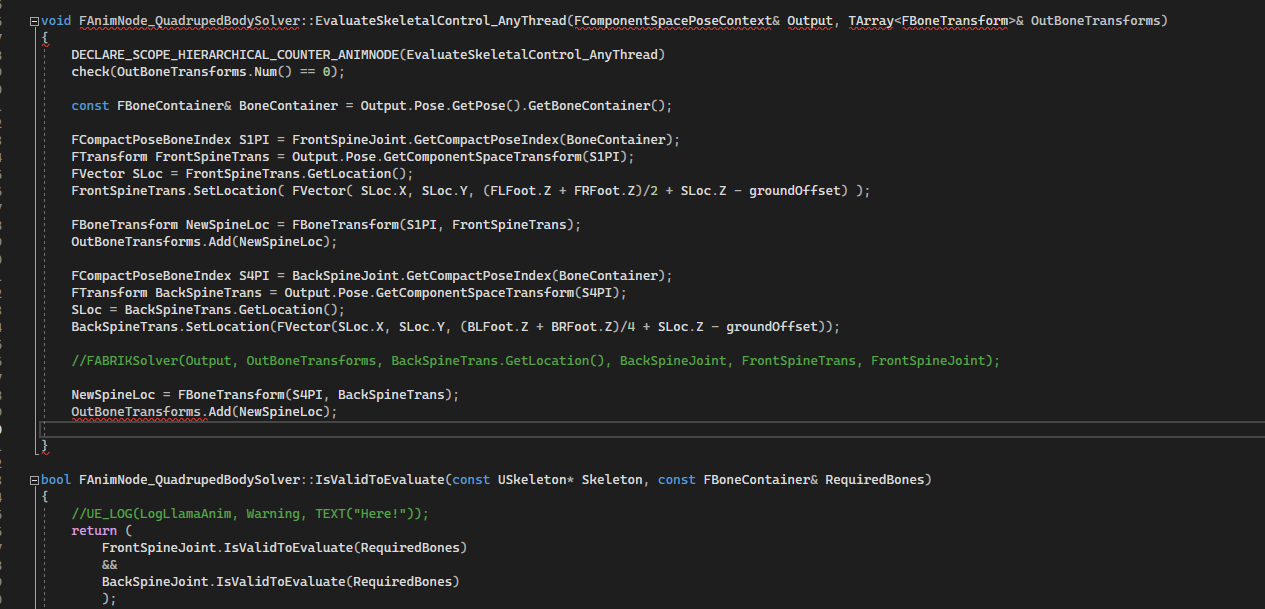 void FAnimNode_QuadrupedBodySolver::EvaluateSkeletalControl_AnyThread(FComponentSpacePoseContext& Output, TArray<FBoneTransform>& OutBoneTransforms)
{
DECLARE_SCOPE_HIERARCHICAL_COUNTER_ANIMNODE(EvaluateSkeletalControl_AnyThread)
check(OutBoneTransforms.Num() == 0);
const FBoneContainer& BoneContainer = Output.Pose.GetPose().GetBoneContainer();
FCompactPoseBoneIndex S1PI = FrontSpineJoint.GetCompactPoseIndex(BoneContainer);
FTransform FrontSpineTrans = Output.Pose.GetComponentSpaceTransform(S1PI);
FVector SLoc = FrontSpineTrans.GetLocation();
FrontSpineTrans.SetLocation( FVector( SLoc.X, SLoc.Y, (FLFoot.Z + FRFoot.Z)/2 + SLoc.Z - groundOffset) );
FBoneTransform NewSpineLoc = FBoneTransform(S1PI, FrontSpineTrans);
OutBoneTransforms.Add(NewSpineLoc);
FCompactPoseBoneIndex S4PI = BackSpineJoint.GetCompactPoseIndex(BoneContainer);
FTransform BackSpineTrans = Output.Pose.GetComponentSpaceTransform(S4PI);
SLoc = BackSpineTrans.GetLocation();
BackSpineTrans.SetLocation(FVector(SLoc.X, SLoc.Y, (BLFoot.Z + BRFoot.Z)/4 + SLoc.Z - groundOffset));
//FABRIKSolver(Output, OutBoneTransforms, BackSpineTrans.GetLocation(), BackSpineJoint, FrontSpineTrans, FrontSpineJoint);
NewSpineLoc = FBoneTransform(S4PI, BackSpineTrans);
OutBoneTransforms.Add(NewSpineLoc);
}
bool FAnimNode_QuadrupedBodySolver::IsValidToEvaluate(const USkeleton* Skeleton, const FBoneContainer& RequiredBones)
{
//UE_LOG(LogLlamaAnim, Warning, TEXT("Here!"));
return (
FrontSpineJoint.IsValidToEvaluate(RequiredBones)
&&
BackSpineJoint.IsValidToEvaluate(RequiredBones)
);